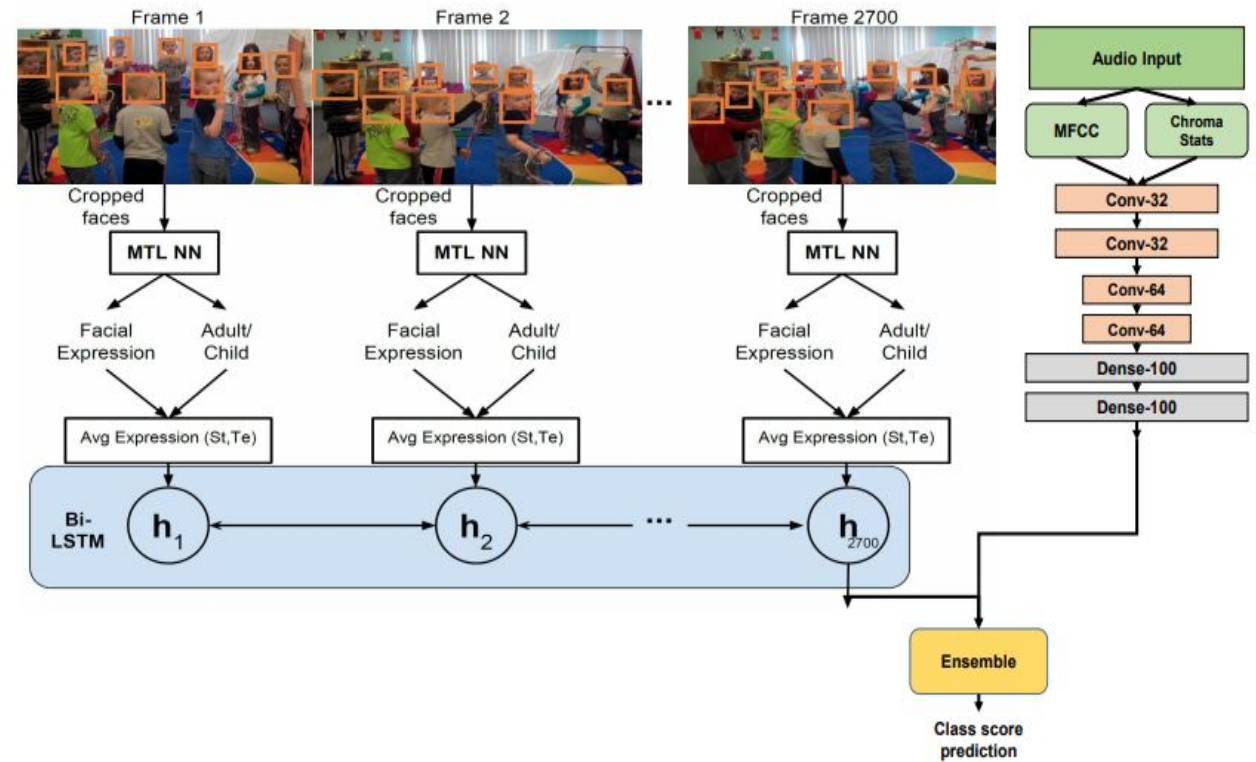 Frame 1
Frame 2
Frame 2700
...
Cropped
faces
Cropped
faces
Cropped
faces
MTL NN
MTL NN
MTL NN
Facial
Expression
Adult/
Child
Facial
Expression
Adult/
Child
Facial
Expression
Adult/
Child
Avg Expression (St,Te)
Avg Expression (St,Te)
Avg Expression (St,Te)
Bi-
LSTM
h1
h2
...
h2700
Audio Input
MFCC
Chroma
Stats
Conv-32
Conv-32
Conv-64
Conv-64
Dense-100
Dense-100
Ensemble
Class score
prediction